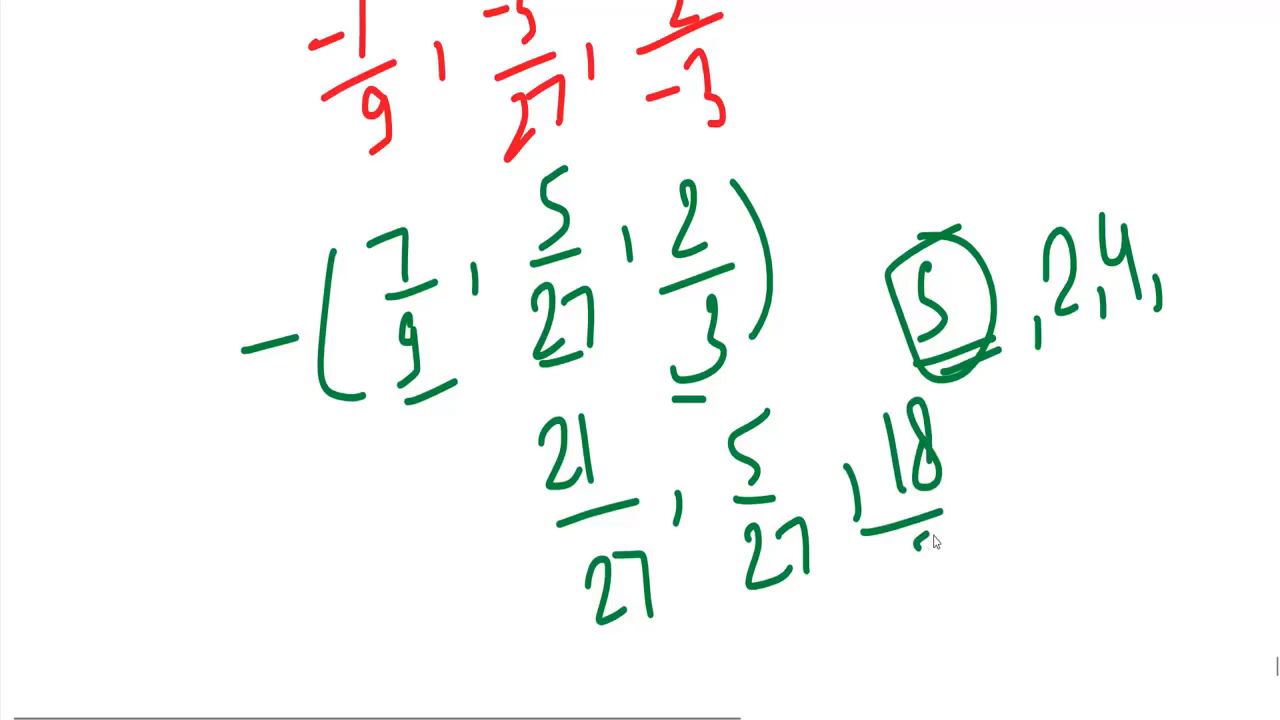 -7/9 , -5/27 , 2/-3
-( 7/9 , 5/27 , 2/3 ) 5 , 2 , 4 ,
21/27 , 5/27 , 18/